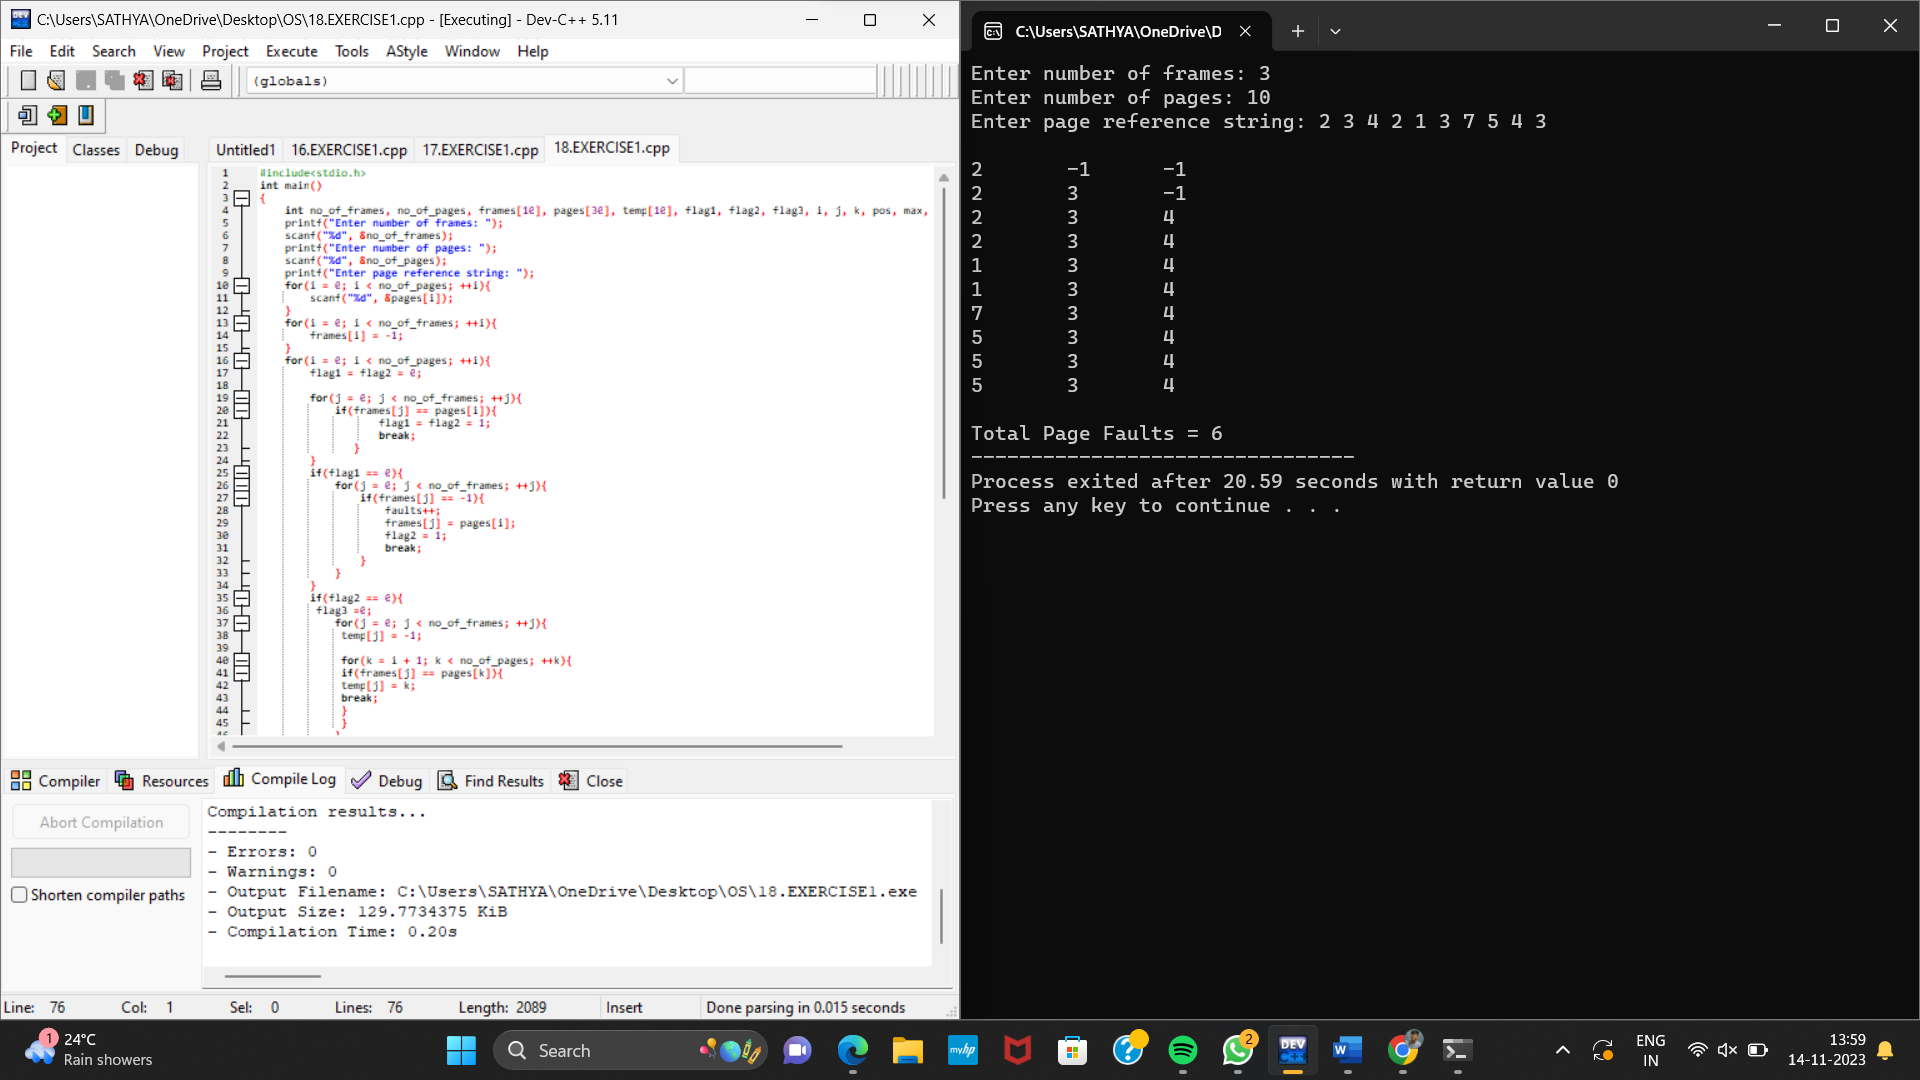 C:\Users\SATHYA\OneDrive\Desktop\OS\18.EXERCISE1.cpp - [Executing] - Dev-C++ 5.11
File Edit Search View Project Execute Tools AStyle Window Help
(globals)
Project Classes Debug
Untitled1 16.EXERCISE1.cpp 17.EXERCISE1.cpp 18.EXERCISE1.cpp
1 #include<stdio.h>
2 int main()
3 {
4 int no_of_frames, no_of_pages, frames[10], pages[30], temp[10], flag1, flag2, flag3, i, j, k, pos, max,
5 printf("Enter number of frames: ");
6 scanf("%d", &no_of_frames);
7 printf("Enter number of pages: ");
8 scanf("%d", &no_of_pages);
9 printf("Enter page reference string: ");
10 for(i = 0; i < no_of_pages; ++i){
11 scanf("%d", &pages[i]);
12 }
13 for(i = 0; i < no_of_frames; ++i){
14 frames[i] = -1;
15 }
16 for(i = 0; i < no_of_pages; ++i){
17 flag1 = flag2 = 0;
18
19 for(j = 0; j < no_of_frames; ++j){
20 if(frames[j] == pages[i]){
21 flag1 = flag2 = 1;
22 break;
23 }
24 }
25 if(flag1 == 0){
26 for(j = 0; j < no_of_frames; ++j){
27 if(frames[j] == -1){
28 faults++;
29 frames[j] = pages[i];
30 flag2 = 1;
31 break;
32 }
33 }
34 }
35 if(flag2 == 0){
36 flag3 =0;
37 for(j = 0; j < no_of_frames; ++j){
38 temp[j] = -1;
39
40 for(k = i + 1; k < no_of_pages; ++k){
41 if(frames[j] == pages[k]){
42 temp[j] = k;
43 break;
44 }
45 }
Compiler Resources Compile Log Debug Find Results Close
Abort Compilation
Shorten compiler paths
Compilation results...
--------
- Errors: 0
- Warnings: 0
- Output Filename: C:\Users\SATHYA\OneDrive\Desktop\OS\18.EXERCISE1.exe
- Output Size: 129.7734375 KiB
- Compilation Time: 0.20s
Line: 76 Col: 1 Sel: 0 Lines: 76 Length: 2089 Insert Done parsing in 0.015 seconds
C:\Users\SATHYA\OneDrive\D
Enter number of frames: 3
Enter number of pages: 10
Enter page reference string: 2 3 4 2 1 3 7 5 4 3
2 -1 -1
2 3 -1
2 3 4
2 3 4
1 3 4
1 3 4
7 3 4
5 3 4
5 3 4
5 3 4
Total Page Faults = 6
--------------------------------
Process exited after 20.59 seconds with return value 0
Press any key to continue . . .
1
24°C
Rain showers
Search
myhp
2
DEV C++
W
ENG
IN
13:59
14-11-2023